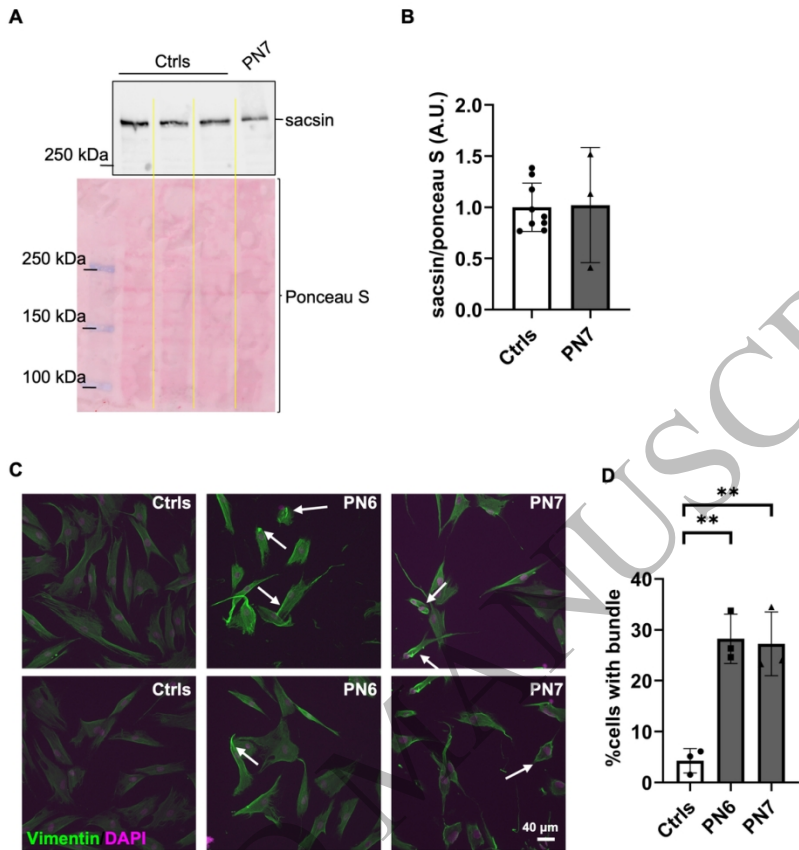 A
Ctrls
PN7
sacsin
250 kDa
250 kDa
150 kDa
100 kDa
Ponceau S
B
sacsin/ponceau S (A.U.)
2.0
1.5
1.0
0.5
0.0
Ctrls
PN7
C
Ctrls
PN6
PN7
Ctrls
PN6
PN7
Vimentin DAPI
40 µm
D
**
**
%cells with bundle
40
30
20
10
0
Ctrls
PN6
PN7